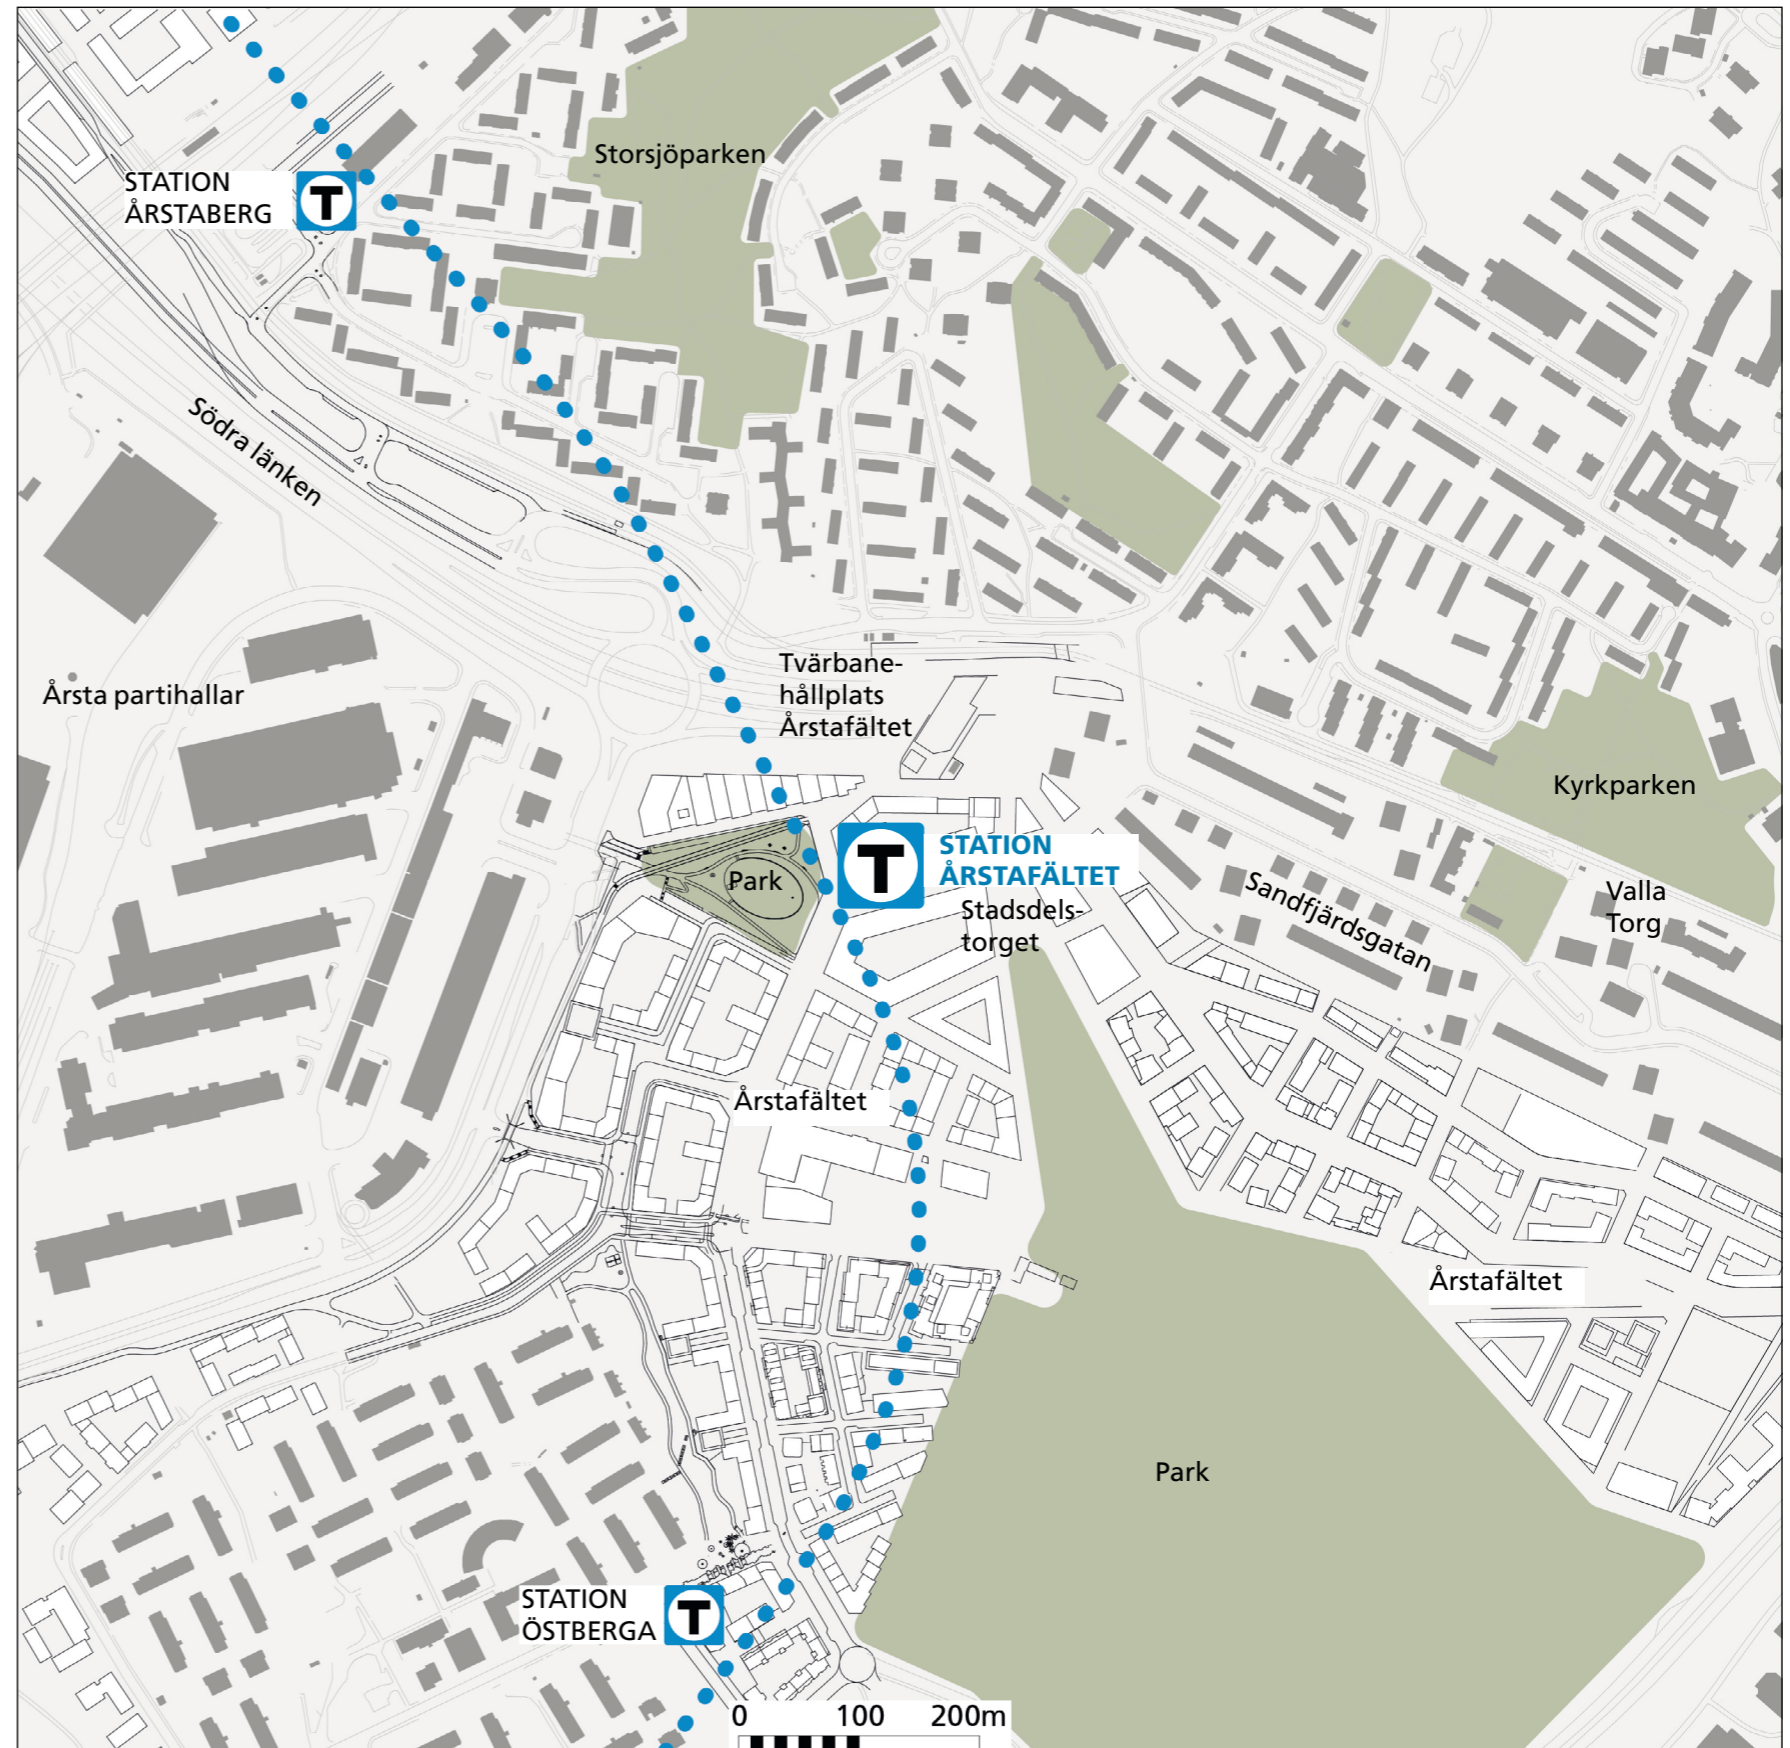 Storsjöparken
STATION
ÅRSTABERG
T
Södra länken
Tvärbane-
hållplats
Årstafältet
Årsta partihallar
Kyrkparken
T
STATION
ÅRSTAFÄLTET
Park
Stadsdels-
torget
Sandfjärdsgatan
Valla
Torg
Årstafältet
Årstafältet
Park
STATION
ÖSTBERGA
T
0 100 200m